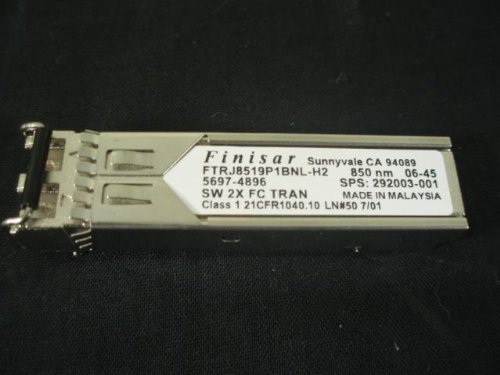 Finisar Sunnyvale CA 94089
FTRJ8519P1BNL-H2 850 nm 06-45
5697-4896 SPS: 292003-001
SW 2X FC TRAN MADE IN MALAYSIA
Class 1 21CFR1040.10 LN#50 7/01